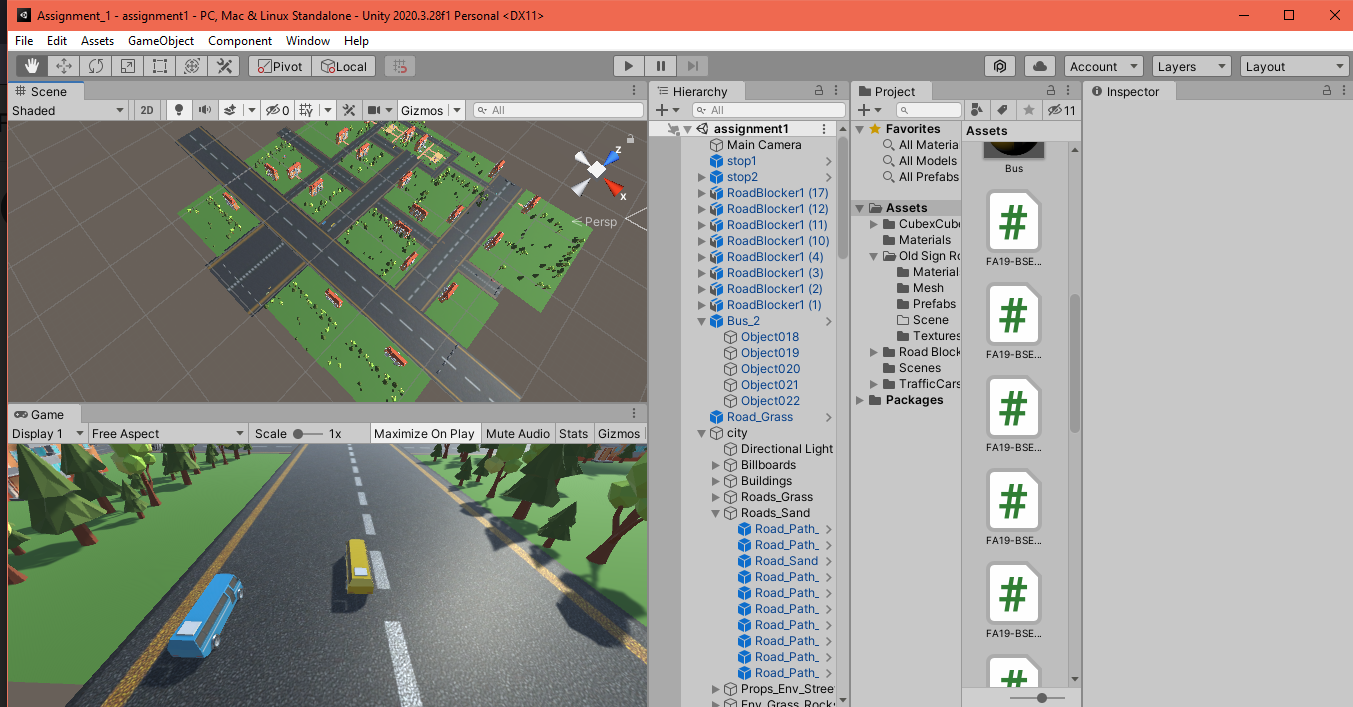 Assignment_1 - assignment1 - PC, Mac & Linux Standalone - Unity 2020.3.28f1 Personal <DX11>
File Edit Assets GameObject Component Window Help
Pivot Local Account Layers Layout
Scene
Shaded 2D 0 Gizmos All
z
x
Persp
Game
Display 1 Free Aspect Scale 1x Maximize On Play Mute Audio Stats Gizmos
Hierarchy
All
assignment1
Main Camera
stop1
stop2
RoadBlocker1 (17)
RoadBlocker1 (12)
RoadBlocker1 (11)
RoadBlocker1 (10)
RoadBlocker1 (4)
RoadBlocker1 (3)
RoadBlocker1 (2)
RoadBlocker1 (1)
Bus_2
Object018
Object019
Object020
Object021
Object022
Road_Grass
city
Directional Light
Billboards
Buildings
Roads_Grass
Roads_Sand
Road_Path_
Road_Path_
Road_Sand
Road_Path_
Road_Path_
Road_Path_
Road_Path_
Road_Path_
Road_Path_
Road_Path_
Props_Env_Stree
Env_Grass_Rocks
Project
11
Favorites
All Materia
All Models
All Prefabs
Assets
CubexCube
Materials
Old Sign Ro
Material
Mesh
Prefabs
Scene
Textures
Road Block
Scenes
TrafficCars
Packages
Assets
Bus
FA19-BSE...
FA19-BSE...
FA19-BSE...
FA19-BSE...
FA19-BSE...
Inspector